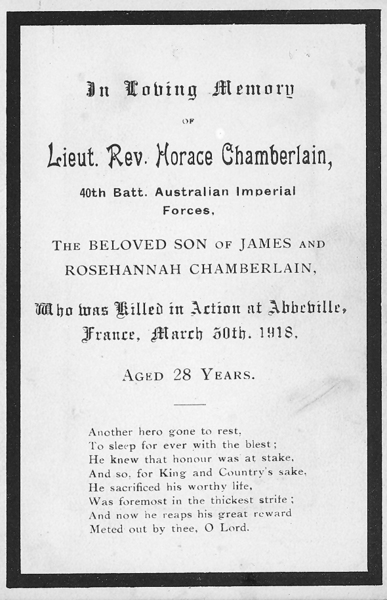 In Loving Memory
OF
Lieut. Rev. Horace Chamberlain,
40th Batt. Australian Imperial
Forces,
THE BELOVED SON OF JAMES AND
ROSEHANNAH CHAMBERLAIN,
Who was Killed in Action at Abbeville,
France, March 30th, 1918,
AGED 28 YEARS.
Another hero gone to rest,
To sleep for ever with the blest;
He knew that honour was at stake,
And so, for King and Country's sake,
He sacrificed his worthy life,
Was foremost in the thickest strife;
And now he reaps his great reward
Meted out by thee, O Lord.